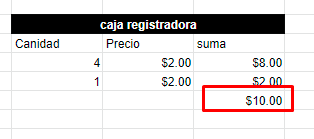 caja registradora
Canidad Precio suma
4 $2.00 $8.00
1 $2.00 $2.00
$10.00